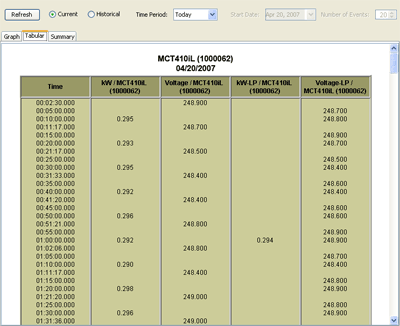 Refresh Current Historical Time Period: Today Start Date: Apr 20, 2007 Number of Events: 20
Graph Tabular Summary
MCT410iL (1000062)
04/20/2007
Time kW / MCT410iL (1000062) Voltage / MCT410iL (1000062) kW-LP / MCT410iL (1000062) Voltage-LP / MCT410iL (1000062)
00:02:30.000 248.900
00:05:00.000 248.700
00:10:00.000 0.295 248.800
00:11:17.000 248.700
00:15:00.000 248.900
00:20:00.000 0.293 248.700
00:21:17.000 248.500
00:25:00.000 248.500
00:30:00.000 0.295 248.400
00:31:33.000 248.400
00:35:00.000 248.600
00:40:00.000 0.292 248.400
00:41:20.000 248.400
00:45:00.000 248.600
00:50:00.000 0.296 248.600
00:51:21.000 248.800
00:55:00.000 248.900
01:00:00.000 0.292 0.294 248.900
01:02:06.000 248.800
01:05:00.000 248.700
01:10:00.000 0.290 248.400
01:11:17.000 248.400
01:15:00.000 248.800
01:20:00.000 0.298 248.900
01:21:20.000 249.000
01:25:00.000 248.800
01:30:00.000 0.296 248.900
01:31:36.000 249.000